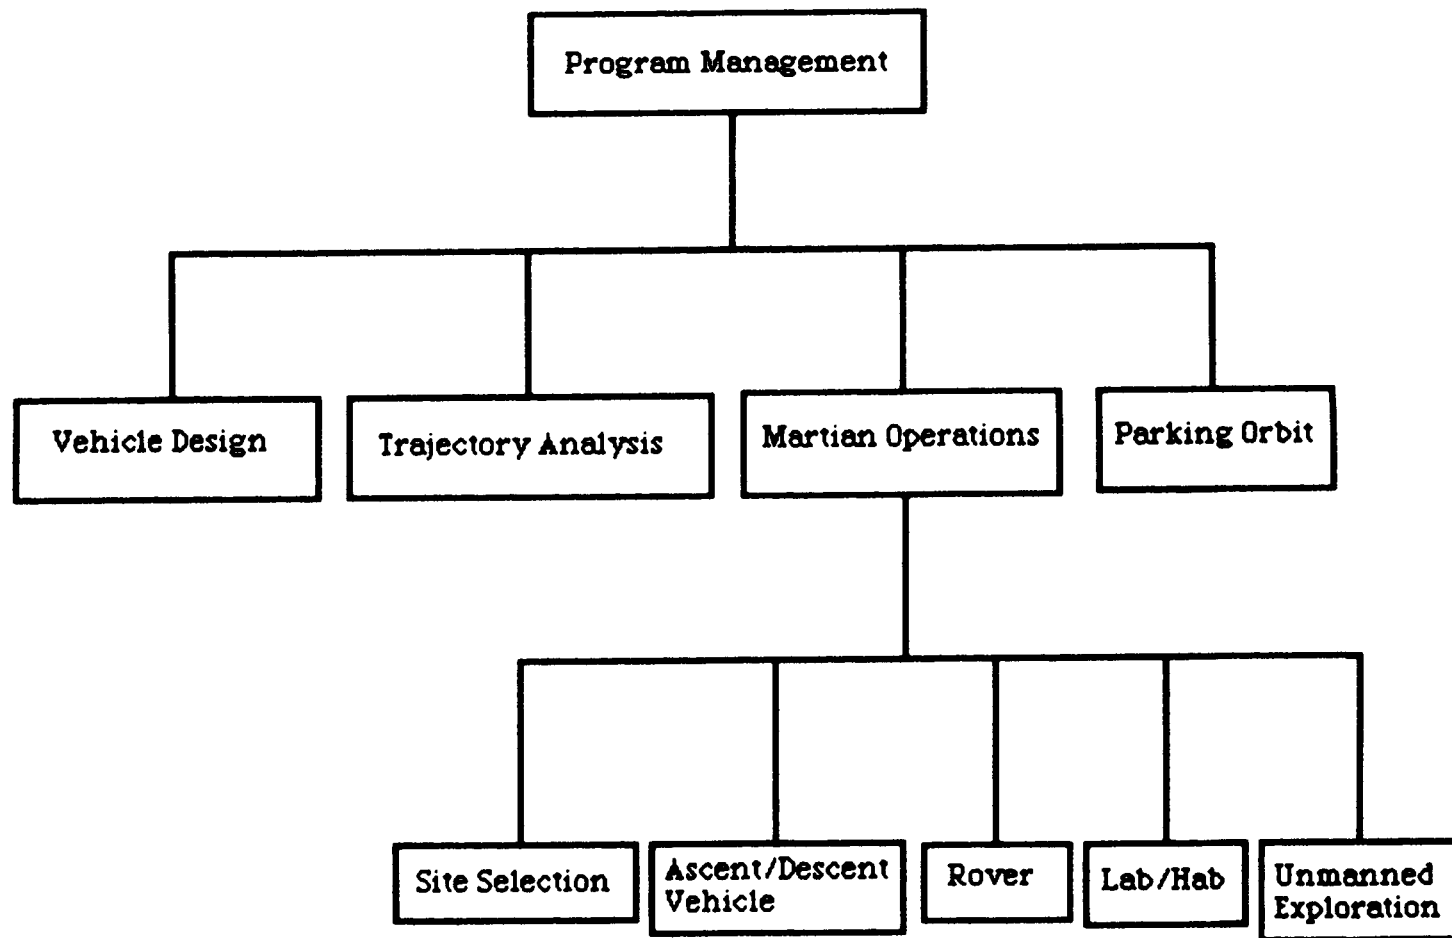 Program Management
Vehicle Design
Trajectory Analysis
Martian Operations
Parking Orbit
Site Selection
Ascent/Descent
Vehicle
Rover
Lab/Hab
Unmanned
Exploration